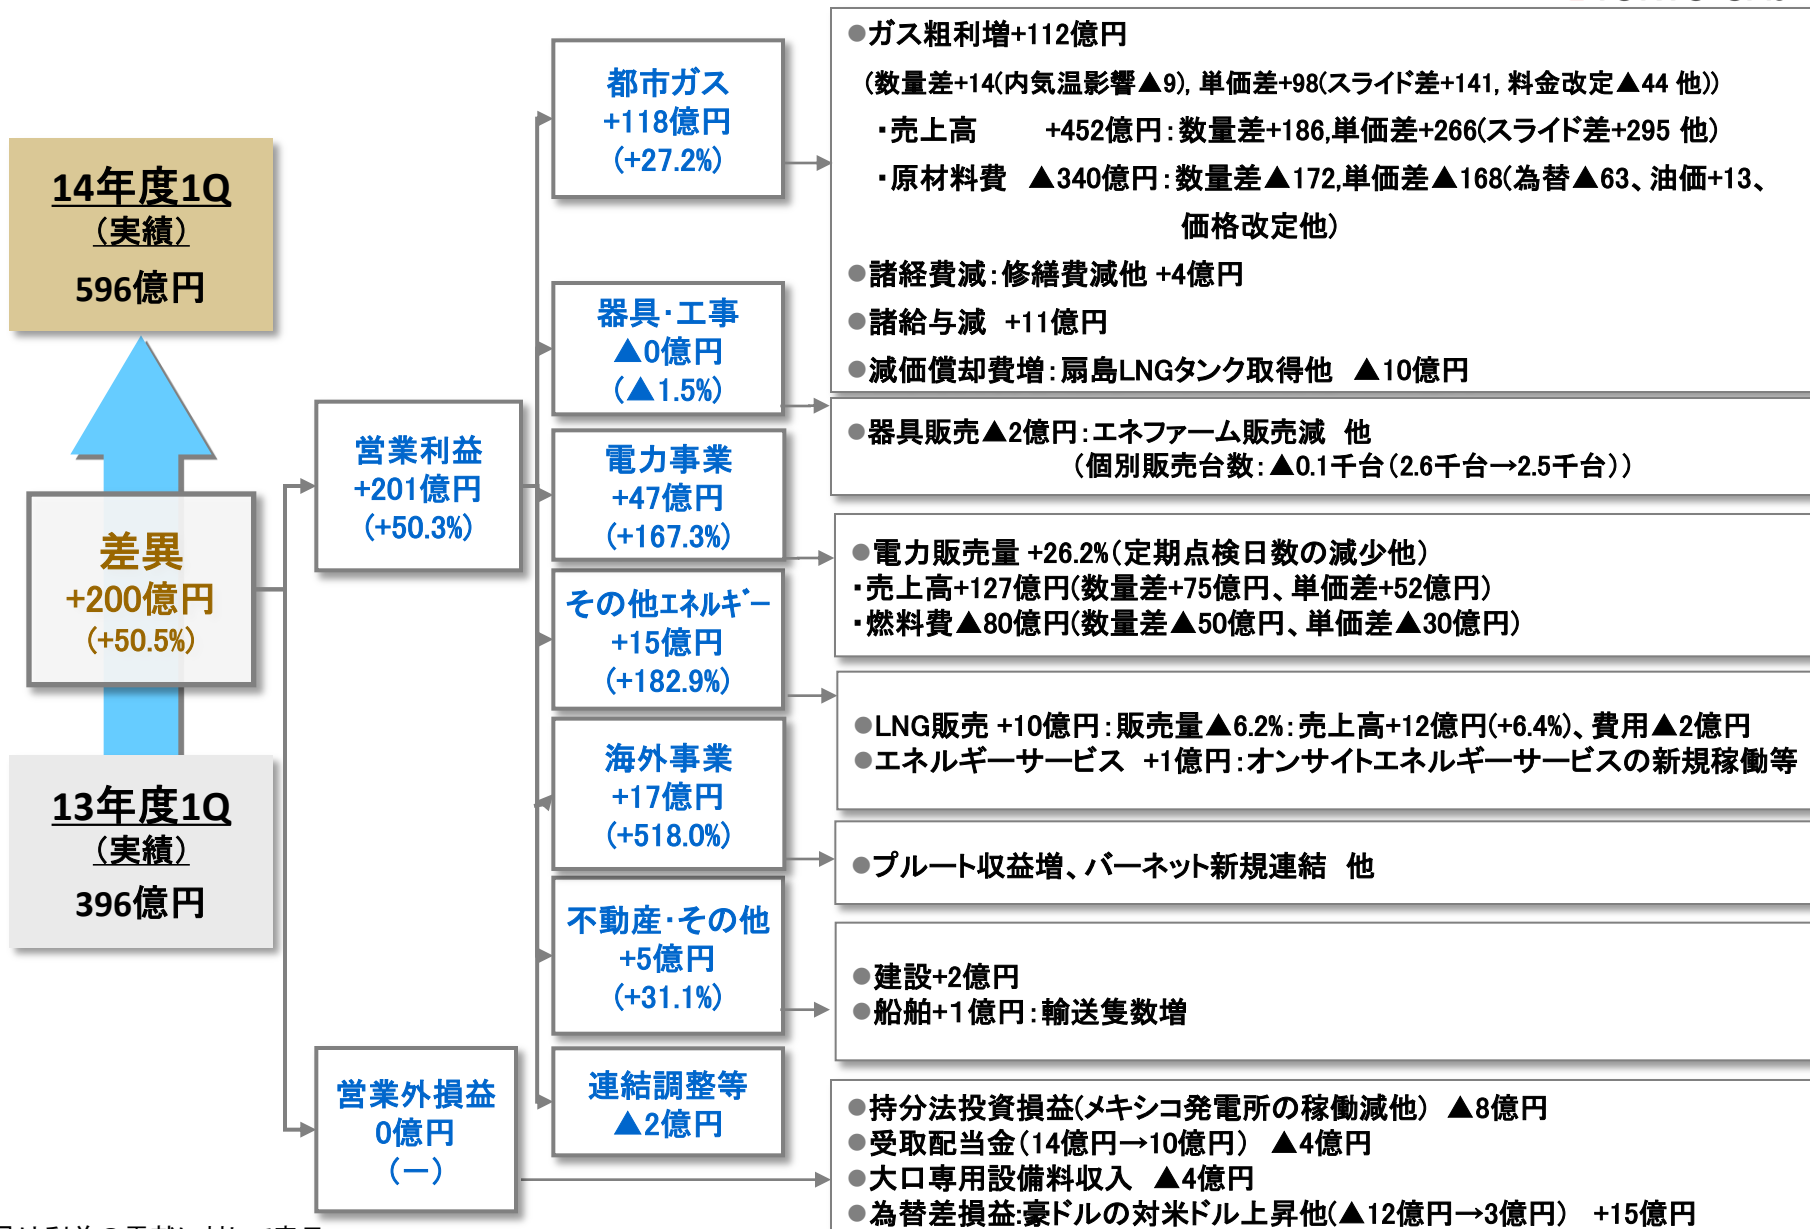 14年度1Q
（実績）
596億円
差異
+200億円
(+50.5%)
13年度1Q
（実績）
396億円
営業利益
+201億円
(+50.3%)
営業外損益
0億円
（―）
都市ガス
+118億円
(+27.2%)
器具・工事
▲0億円
（▲1.5%）
電力事業
+47億円
(+167.3%)
その他エネルギー
+15億円
(+182.9%)
海外事業
+17億円
(+518.0%)
不動産・その他
+5億円
(+31.1%)
連結調整等
▲2億円
●ガス粗利増+112億円
(数量差+14(内気温影響▲9), 単価差+98(スライド差+141, 料金改定▲44 他))
・売上高　+452億円：数量差+186,単価差+266(スライド差+295 他)
・原材料費　▲340億円：数量差▲172,単価差▲168(為替▲63、油価+13、
価格改定他)
●諸経費減：修繕費減他 +4億円
●諸給与減 +11億円
●減価償却費増：扇島LNGタンク取得他　▲10億円
●器具販売▲2億円：エネファーム販売減　他
（個別販売台数：▲0.1千台（2.6千台→2.5千台））
●電力販売量 +26.2%（定期点検日数の減少他）
・売上高+127億円(数量差+75億円、単価差+52億円)
・燃料費▲80億円(数量差▲50億円、単価差▲30億円)
●LNG販売 +10億円：販売量▲6.2%：売上高+12億円(+6.4%)、費用▲2億円
●エネルギーサービス +1億円：オンサイトエネルギーサービスの新規稼働等
●プルート収益増、バーネット新規連結　他
●建設+2億円
●船舶+１億円：輸送隻数増
●持分法投資損益(メキシコ発電所の稼働減他)　▲8億円
●受取配当金（14億円→10億円）　▲4億円
●大口専用設備料収入　▲4億円
●為替差損益:豪ドルの対米ドル上昇他(▲12億円→3億円)　+15億円